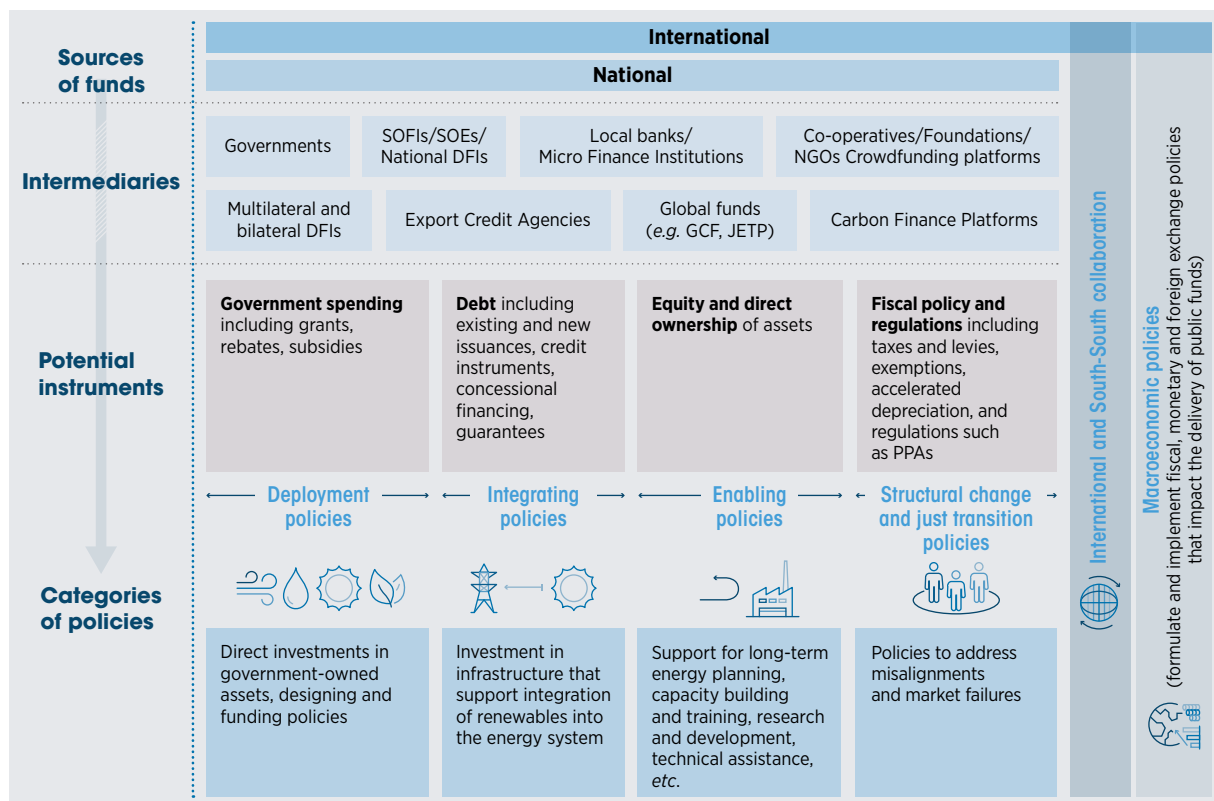 Sources
of funds
International
National
Intermediaries
Governments
SOFIs/SOEs/
National DFIs
Local banks/
Micro Finance Institutions
Co-operatives/Foundations/
NGOs Crowdfunding platforms
Multilateral and
bilateral DFIs
Export Credit Agencies
Global funds
(e.g. GCF, JETP)
Carbon Finance Platforms
Potential
instruments
Government spending
including grants,
rebates, subsidies
Debt including
existing and new
issuances, credit
instruments,
concessional
financing,
guarantees
Equity and direct
ownership of assets
Fiscal policy and
regulations including
taxes and levies,
exemptions,
accelerated
depreciation, and
regulations such
as PPAs
Categories
of policies
Deployment
policies
Integrating
policies
Enabling
policies
Structural change
and just transition
policies
Direct investments in
government-owned
assets, designing and
funding policies
Investment in
infrastructure that
support integration
of renewables into
the energy system
Support for long-term
energy planning,
capacity building
and training, research
and development,
technical assistance,
etc.
Policies to address
misalignments
and market failures
International and South-South collaboration
Macroeconomic policies
(formulate and implement fiscal, monetary and foreign exchange policies
that impact the delivery of public funds)